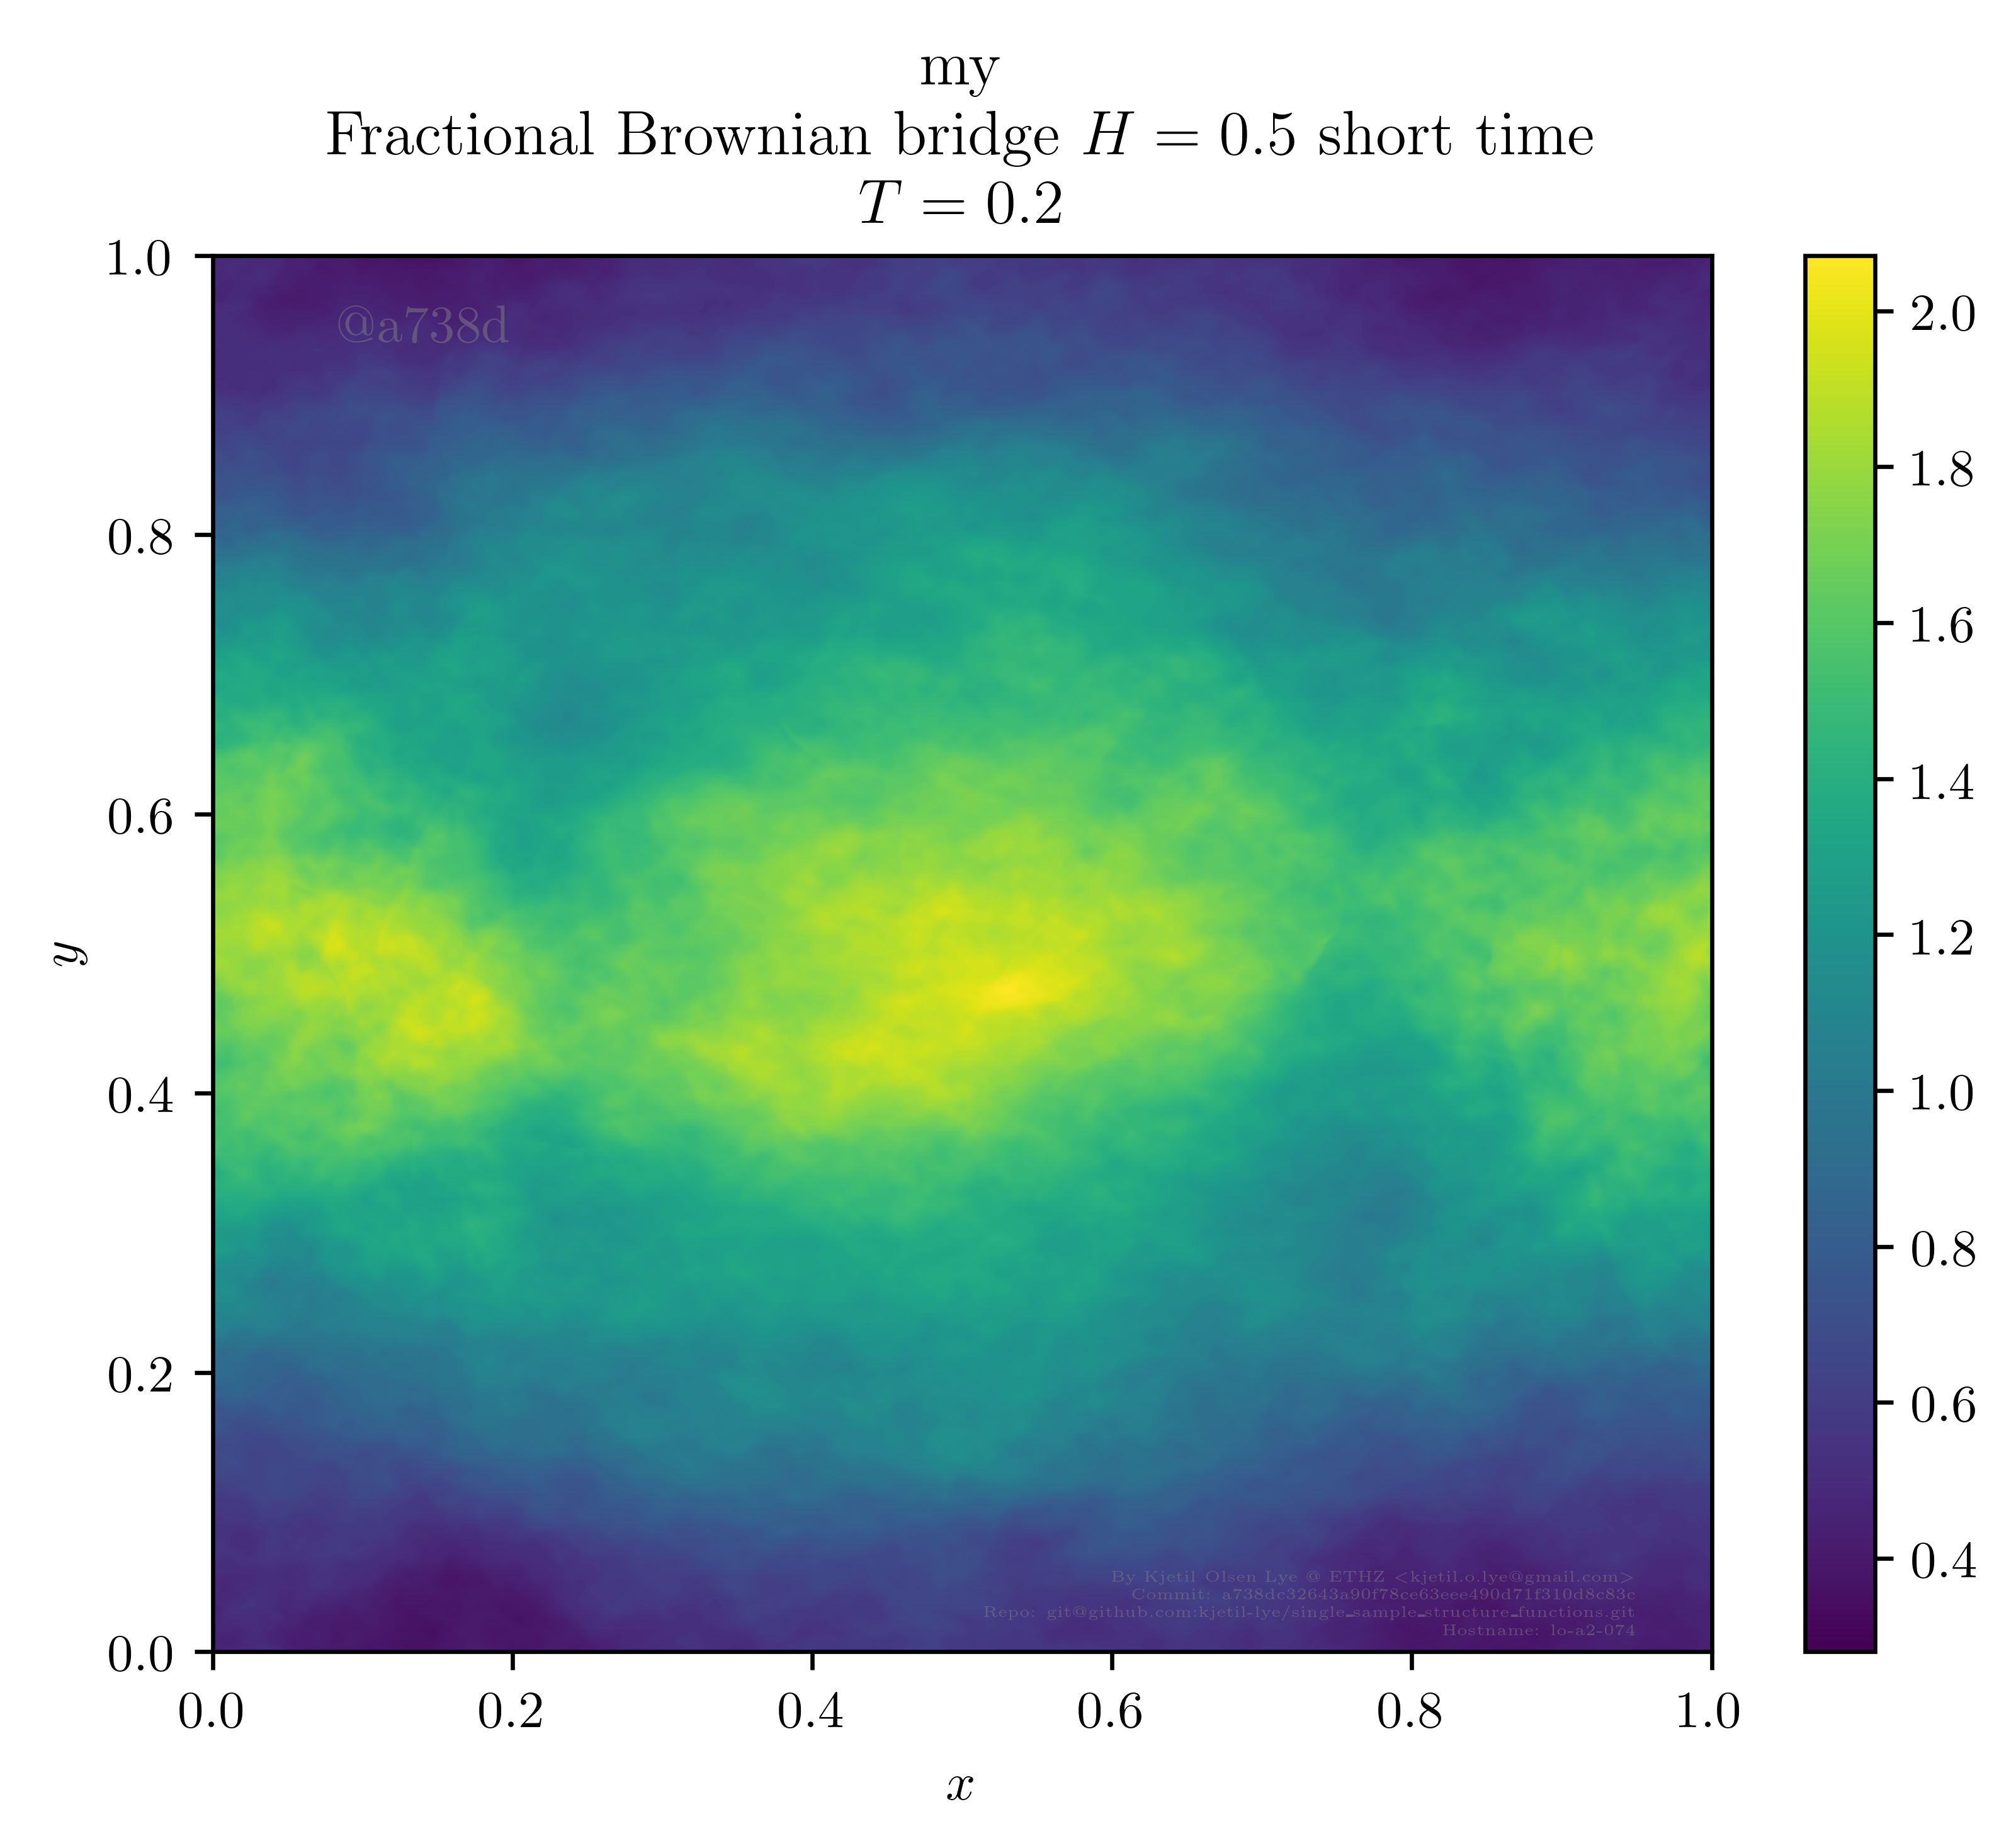 my
Fractional Brownian bridge H = 0.5 short time
T = 0.2
1.0
0.8
0.6
0.4
0.2
0.0
y
@a738d
By Kjetil Olsen Lye @ ETHZ <kjetil.o.lye@gmail.com>
Commit: a738dc32643a90f78ce63eee490d71f310d8c83c
Repo: git@github.com:kjetil-lye/single_sample_structure_functions.git
Hostname: lo-a2-074
0.0 0.2 0.4 0.6 0.8 1.0
x
2.0
1.8
1.6
1.4
1.2
1.0
0.8
0.6
0.4